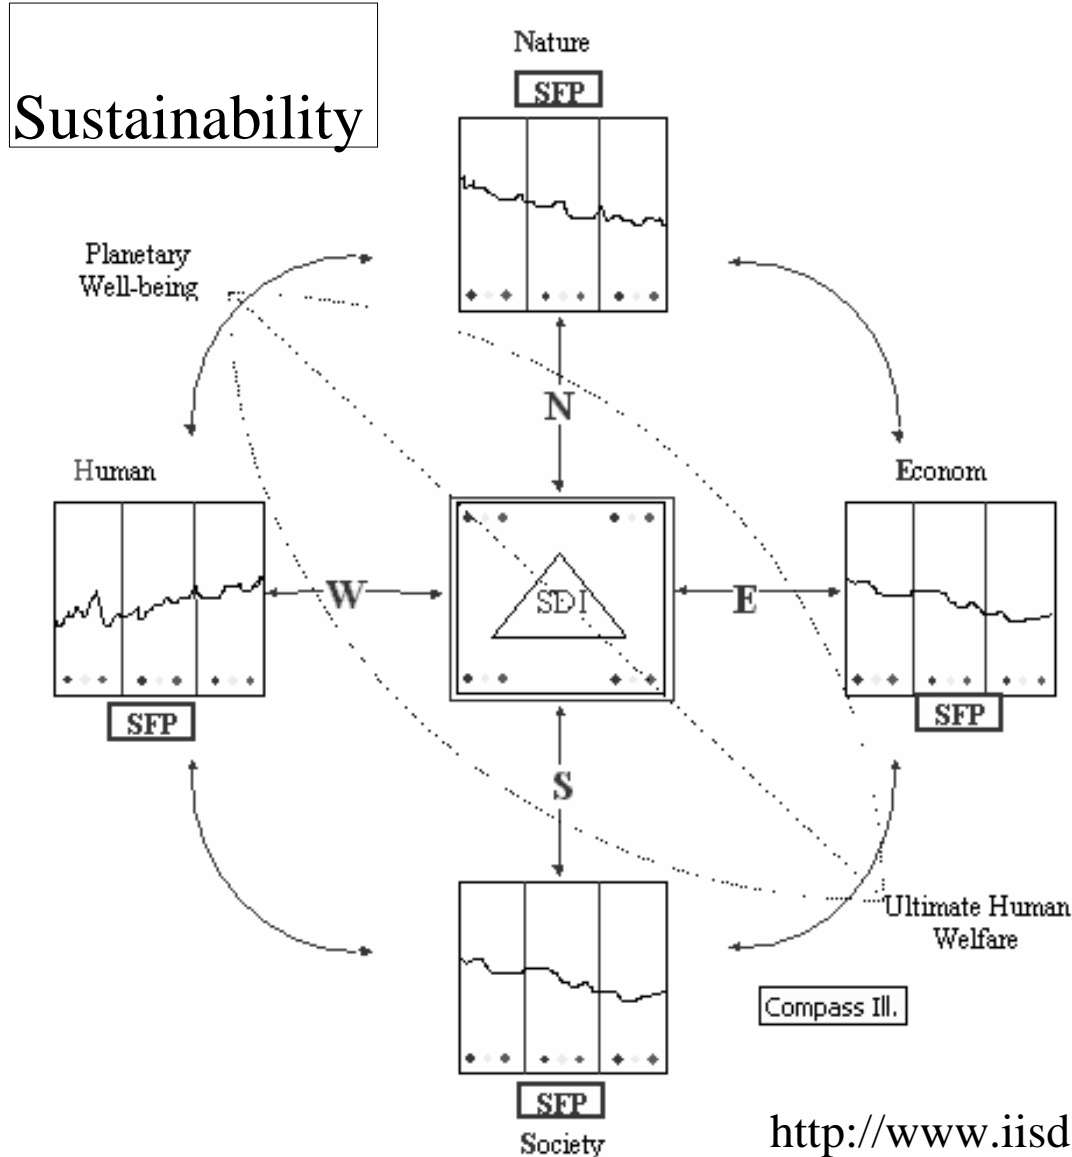 Nature
SFP
Sustainability
Planetary
Well-being
N
Human
Econom
W
SDI
E
SFP
SFP
S
Ultimate Human
Welfare
Compass Ill.
SFP
Society
http://www.iisd